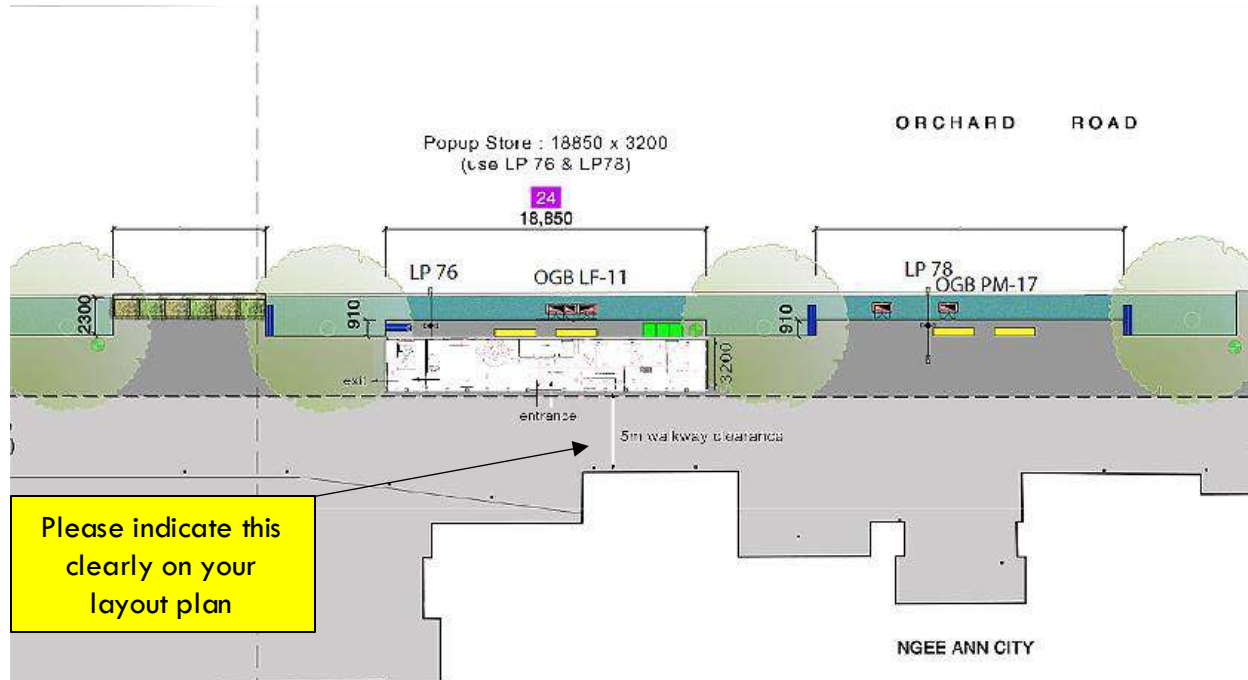 ORCHARD ROAD
Popup Store : 18850 x 3200
(use LP 76 & LP78)
24
18,850
LP 76
OGB LF-11
LP 78
OGB PM-17
2300
910
910
3200
exit
entrance
5m walkway clearance
Please indicate this
clearly on your
layout plan
NGEE ANN CITY